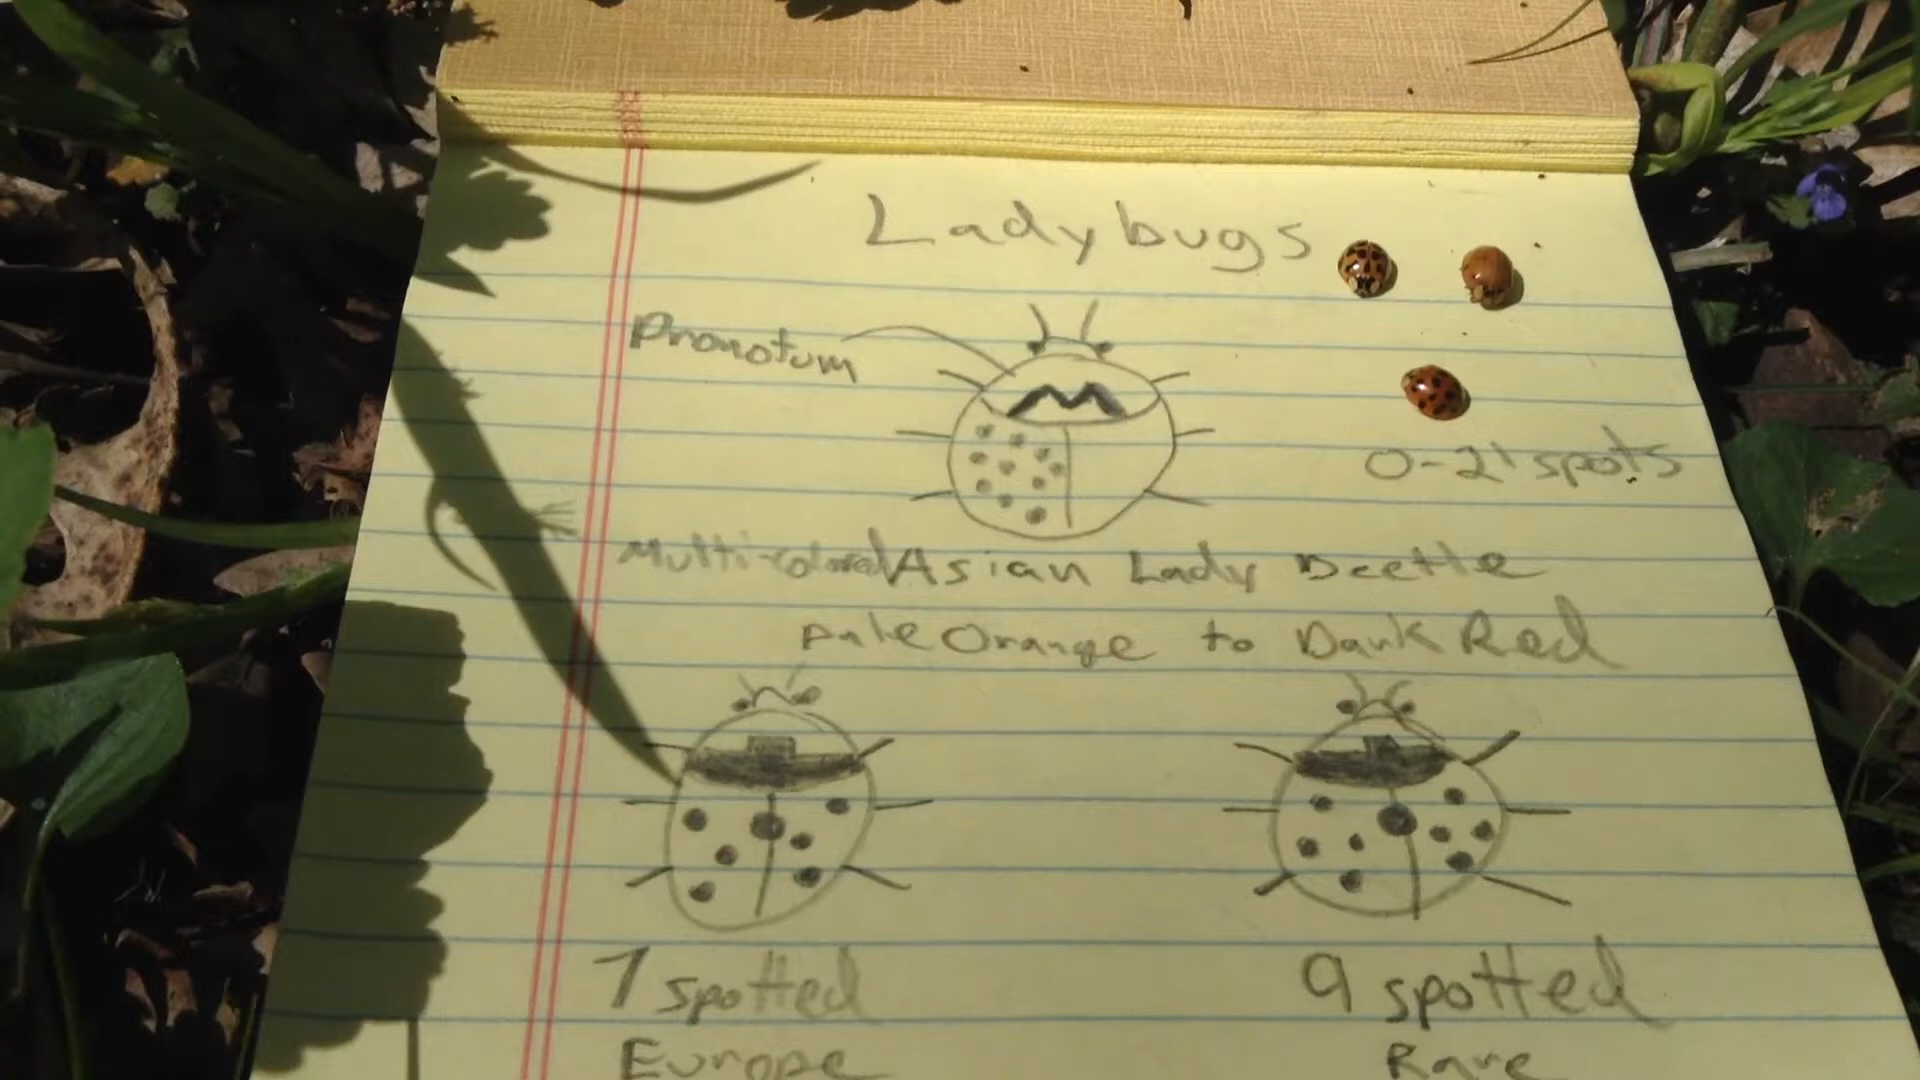 Ladybugs
Pronotum
0-21 spots
Multi-colored Asian Lady Beetle
Pale Orange to Dark Red
7 spotted
9 spotted
Europe
Rare